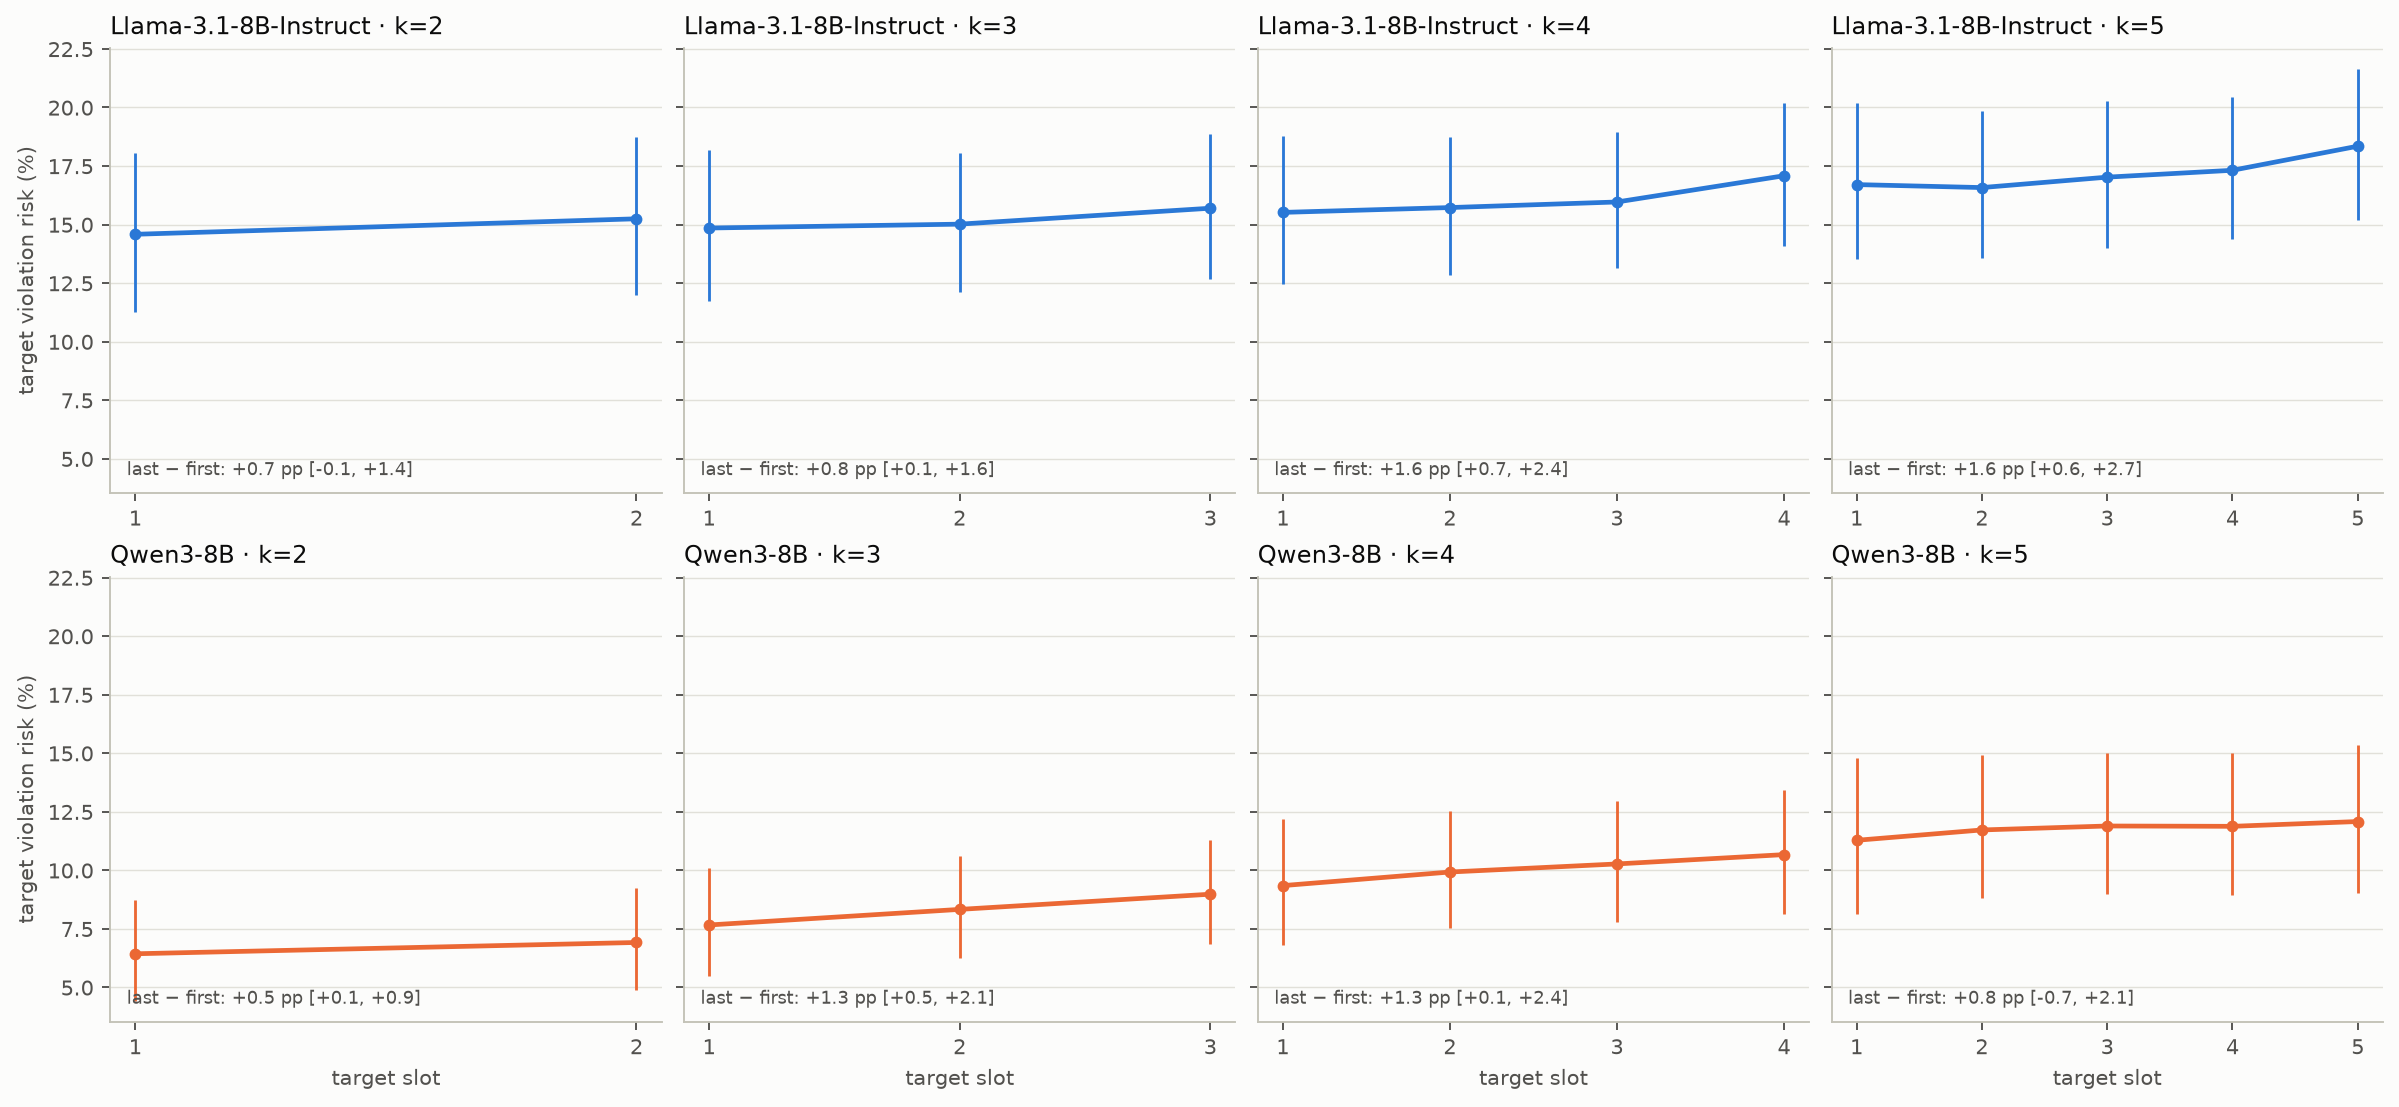 Llama-3.1-8B-Instruct · k=2
Llama-3.1-8B-Instruct · k=3
Llama-3.1-8B-Instruct · k=4
Llama-3.1-8B-Instruct · k=5
target violation risk (%)
22.5
20.0
17.5
15.0
12.5
10.0
7.5
5.0
last − first: +0.7 pp [-0.1, +1.4]
last − first: +0.8 pp [+0.1, +1.6]
last − first: +1.6 pp [+0.7, +2.4]
last − first: +1.6 pp [+0.6, +2.7]
1 2
1 2 3
1 2 3 4
1 2 3 4 5
Qwen3-8B · k=2
Qwen3-8B · k=3
Qwen3-8B · k=4
Qwen3-8B · k=5
target violation risk (%)
22.5
20.0
17.5
15.0
12.5
10.0
7.5
5.0
last − first: +0.5 pp [+0.1, +0.9]
last − first: +1.3 pp [+0.5, +2.1]
last − first: +1.3 pp [+0.1, +2.4]
last − first: +0.8 pp [-0.7, +2.1]
1 2
1 2 3
1 2 3 4
1 2 3 4 5
target slot
target slot
target slot
target slot